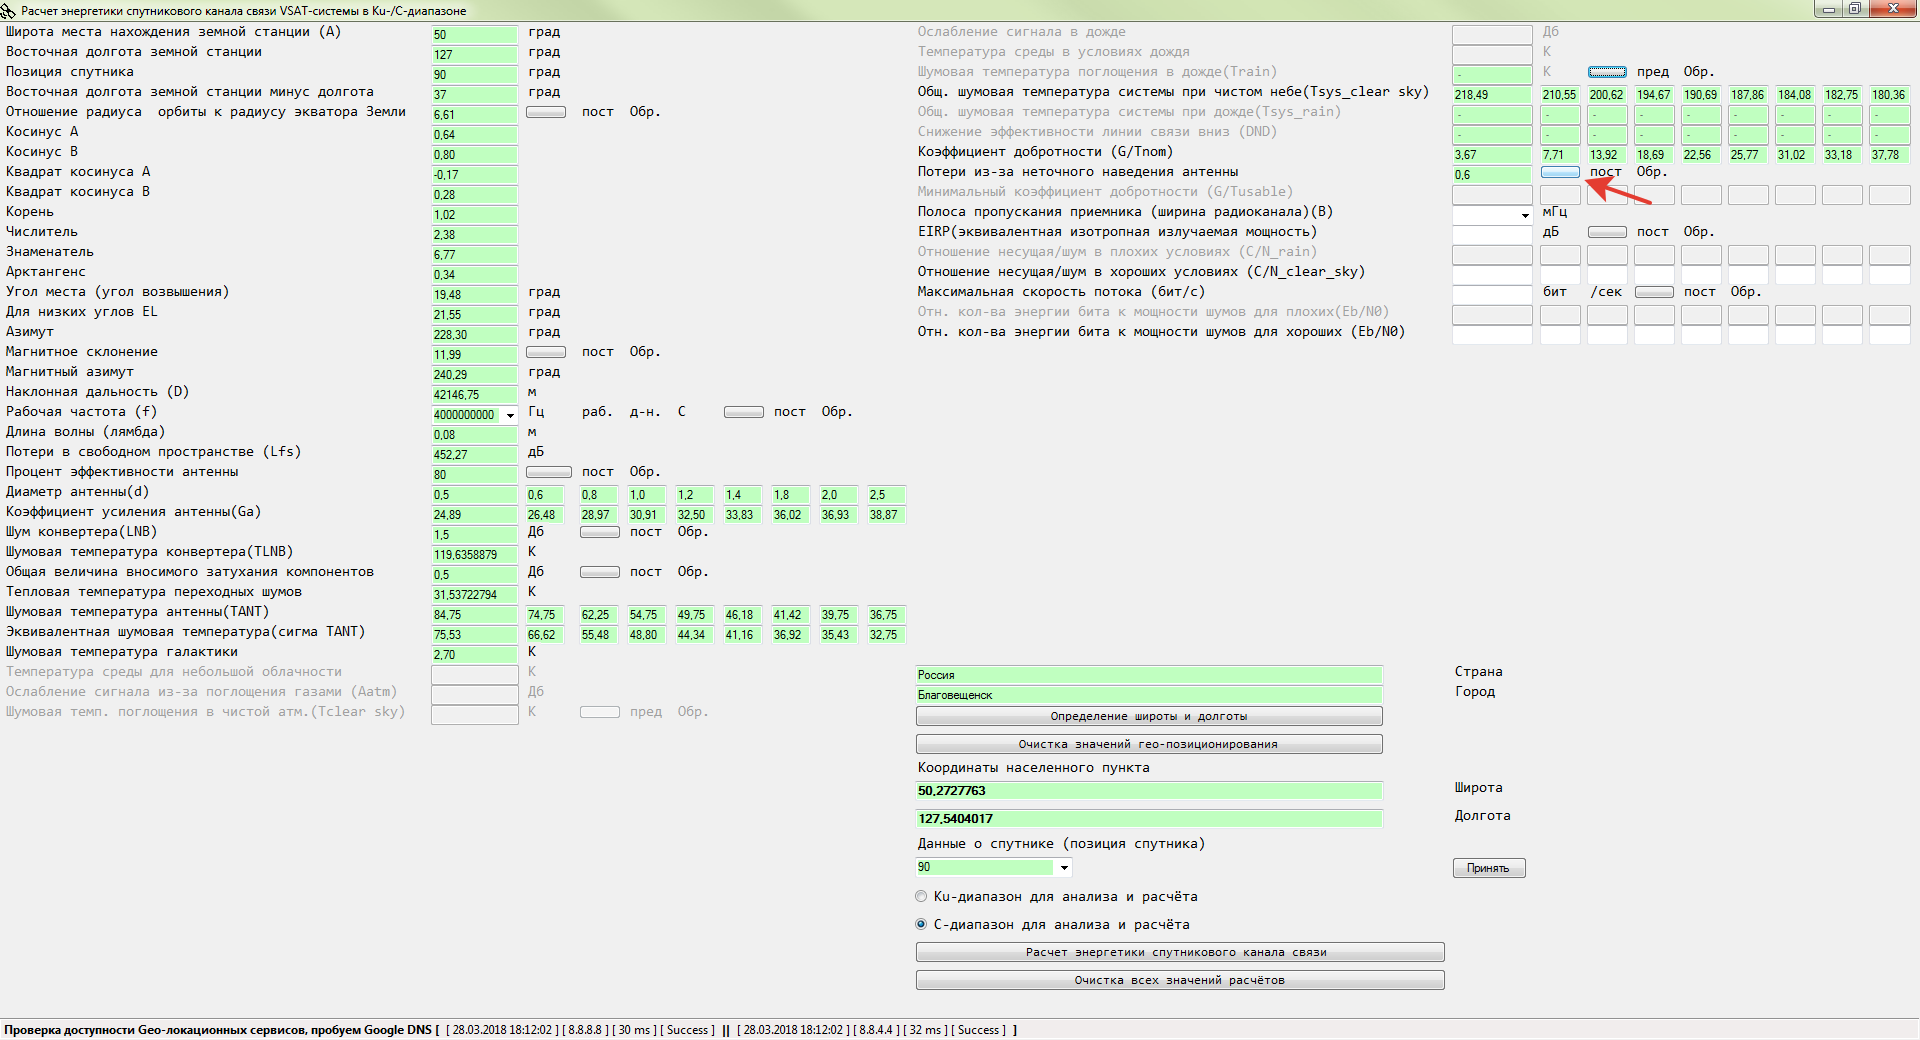 Расчет энергетики спутникового канала связи VSAT-системы в Ku-/C-диапазоне
Широта места нахождения земной станции (А) 50 град
Восточная долгота земной станции 127 град
Позиция спутника 90 град
Восточная долгота земной станции минус долгота 37 град
Отношение радиуса орбиты к радиусу экватора Земли 6,61 пост Обр.
Косинус А 0,64
Косинус В 0,80
Квадрат косинуса А -0,17
Квадрат косинуса В 0,28
Корень 1,02
Числитель 2,38
Знаменатель 6,77
Арктангенс 0,34
Угол места (угол возвышения) 19,48 град
Для низких углов EL 21,55 град
Азимут 228,30 град
Магнитное склонение 11,99 пост Обр.
Магнитный азимут 240,29 град
Наклонная дальность (D) 42146,75 м
Рабочая частота (f) 4000000000 Гц раб. д-н. С пост Обр.
Длина волны (лямбда) 0,08 м
Потери в свободном пространстве (Lfs) 452,27 дБ
Процент эффективности антенны 80 пост Обр.
Диаметр антенны(d) 0,5 0,6 0,8 1,0 1,2 1,4 1,8 2,0 2,5
Коэффициент усиления антенны(Ga) 24,89 26,48 28,97 30,91 32,50 33,83 36,02 36,93 38,87
Шум конвертера(LNB) 1,5 Дб пост Обр.
Шумовая температура конвертера(TLNB) 119,6358879 К
Общая величина вносимого затухания компонентов 0,5 Дб пост Обр.
Тепловая температура переходных шумов 31,53722794 К
Шумовая температура антенны(TANT) 84,75 74,75 62,25 54,75 49,75 46,18 41,42 39,75 36,75
Эквивалентная шумовая температура(сигма TANT) 75,53 66,62 55,48 48,80 44,34 41,16 36,92 35,43 32,75
Шумовая температура галактики 2,70 К
Температура среды для небольшой облачности К
Ослабление сигнала из-за поглощения газами (Aatm) Дб
Шумовая темп. поглощения в чистой атм.(Tclear sky) К пред Обр.
Ослабление сигнала в дожде Дб
Температура среды в условиях дождя К
Шумовая температура поглощения в дожде(Train) - К пред Обр.
Общ. шумовая температура системы при чистом небе(Tsys_clear sky) 218,49 210,55 200,62 194,67 190,69 187,86 184,08 182,75 180,36
Общ. шумовая температура системы при дожде(Tsys_rain) - - - - - - - - -
Снижение эффективности линии связи вниз (DND) - - - - - - - - -
Коэффициент добротности (G/Tnom) 3,67 7,71 13,92 18,69 22,56 25,77 31,02 33,18 37,78
Потери из-за неточного наведения антенны 0,6 пост Обр.
Минимальный коэффициент добротности (G/Tusable)
Полоса пропускания приемника (ширина радиоканала)(В) мГц
EIRP(эквивалентная изотропная излучаемая мощность) дБ пост Обр.
Отношение несущая/шум в плохих условиях (C/N_rain)
Отношение несущая/шум в хороших условиях (C/N_clear_sky)
Максимальная скорость потока (бит/с) бит /сек пост Обр.
Отн. кол-ва энергии бита к мощности шумов для плохих(Eb/N0)
Отн. кол-ва энергии бита к мощности шумов для хороших (Eb/N0)
Россия Страна
Благовещенск Город
Определение широты и долготы
Очистка значений гео-позиционирования
Координаты населенного пункта
50,2727763 Широта
127,5404017 Долгота
Данные о спутнике (позиция спутника)
90 Принять
Ku-диапазон для анализа и расчёта
C-диапазон для анализа и расчёта
Расчет энергетики спутникового канала связи
Очистка всех значений расчётов
Проверка доступности Geo-локационных сервисов, пробуем Google DNS [ [ 28.03.2018 18:12:02 ] [ 8.8.8.8 ] [ 30 ms ] [ Success ] || [ 28.03.2018 18:12:02 ] [ 8.8.4.4 ] [ 32 ms ] [ Success ] ]